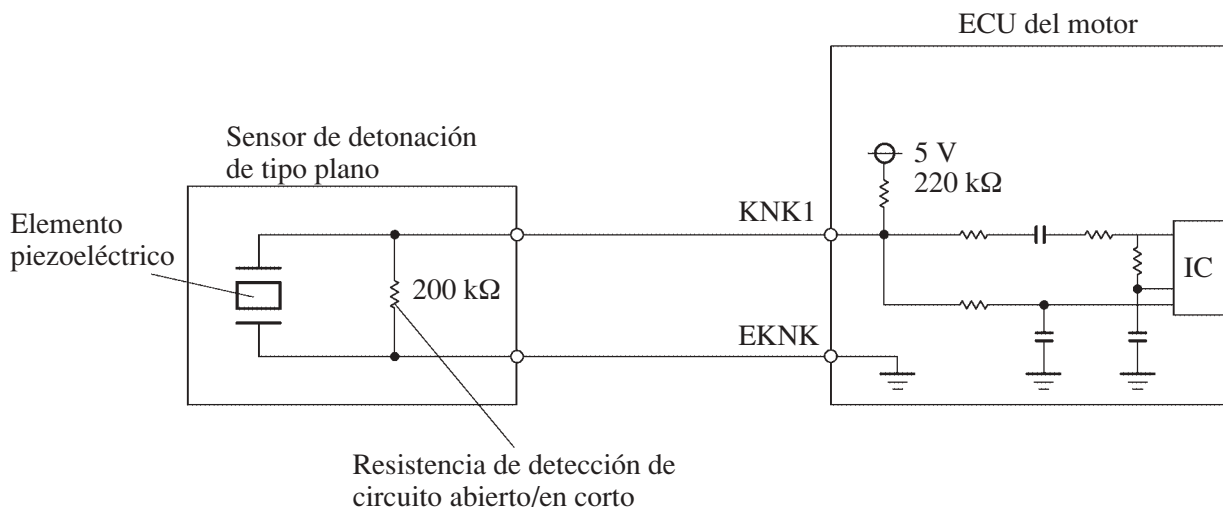 ECU del motor
Sensor de detonación
de tipo plano
5 V
220 kΩ
Elemento
piezoeléctrico
KNK1
200 kΩ
IC
EKNK
Resistencia de detección de
circuito abierto/en corto